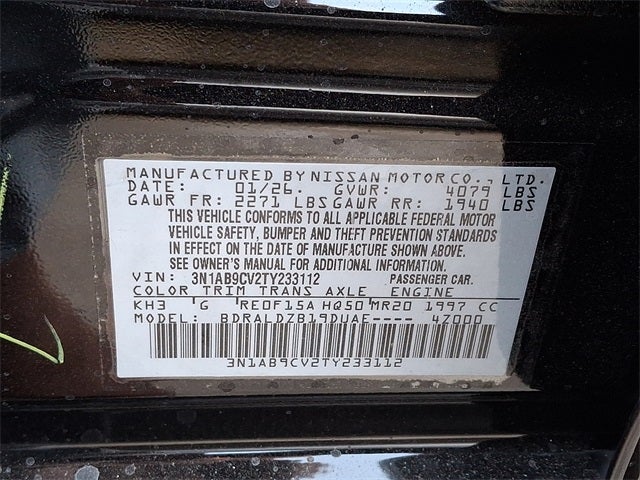 MANUFACTURED BY NISSAN MOTOR CO., LTD.
DATE: 01/26. GVWR: 4079 LBS
GAWR FR: 2271 LBS GAWR RR: 1940 LBS
THIS VEHICLE CONFORMS TO ALL APPLICABLE FEDERAL MOTOR
VEHICLE SAFETY, BUMPER AND THEFT PREVENTION STANDARDS
IN EFFECT ON THE DATE OF MANUFACTURE SHOWN ABOVE.
SEE OWNER'S MANUAL FOR ADDITIONAL INFORMATION.
VIN: 3N1AB9CV2TY233112 PASSENGER CAR.
COLOR TRIM TRANS AXLE ENGINE
KH3 G RE0F15A HQ50 MR20 1997 CC
MODEL: BDRALDZB19DUAE---- 4Z000
3N1AB9CV2TY233112